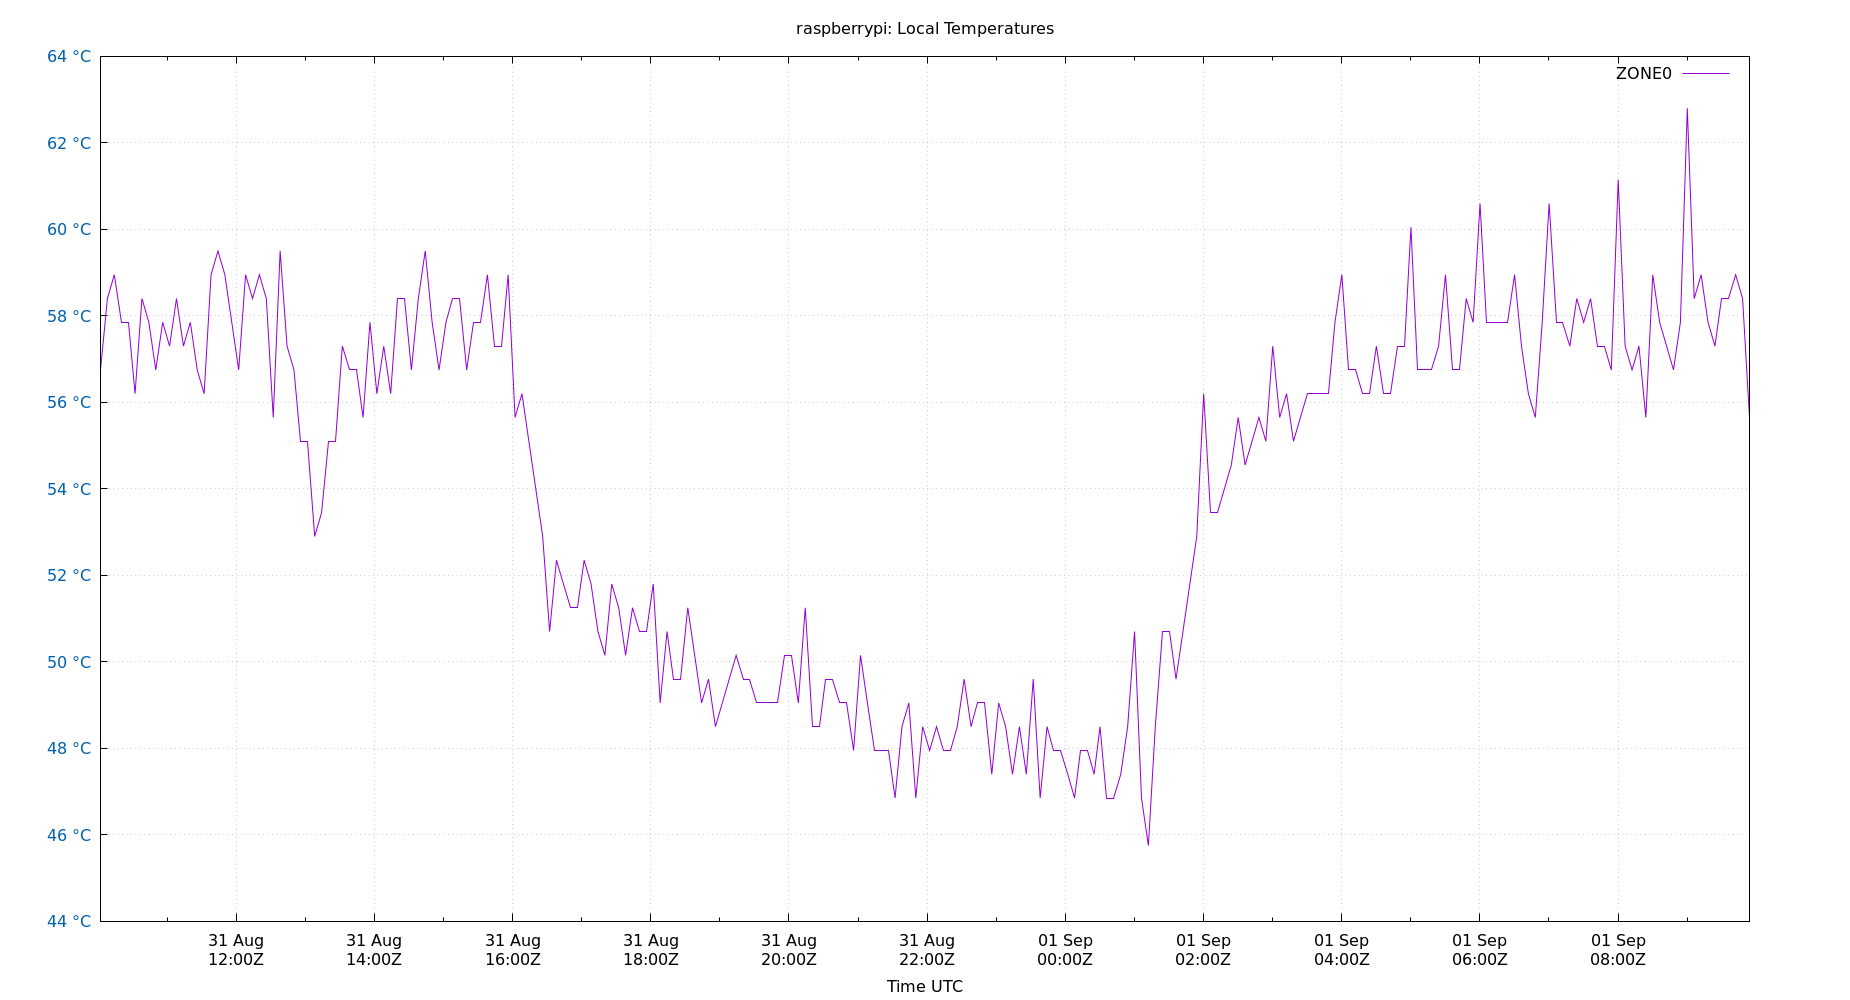 raspberrypi: Local Temperatures
64 °C
ZONE0
62 °C
60 °C
58 °C
56 °C
54 °C
52 °C
50 °C
48 °C
46 °C
44 °C
31 Aug 31 Aug 31 Aug 31 Aug 31 Aug 31 Aug 01 Sep 01 Sep 01 Sep 01 Sep 01 Sep
12:00Z 14:00Z 16:00Z 18:00Z 20:00Z 22:00Z 00:00Z 02:00Z 04:00Z 06:00Z 08:00Z
Time UTC